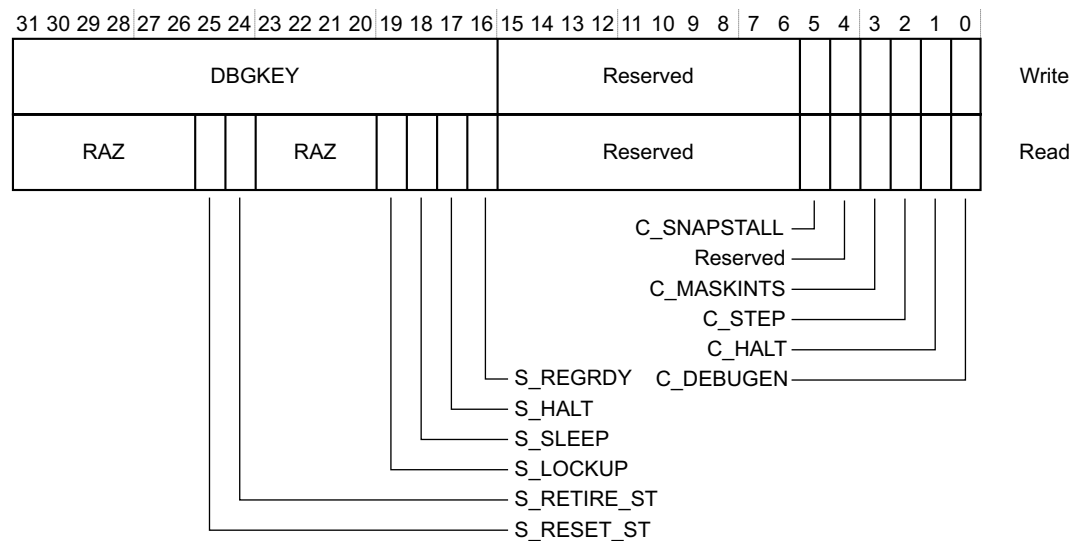 31 30 29 28 27 26 25 24 23 22 21 20 19 18 17 16 15 14 13 12 11 10 9 8 7 6 5 4 3 2 1 0
DBGKEY Reserved Write
RAZ RAZ Reserved Read
C_SNAPSTALL
Reserved
C_MASKINTS
C_STEP
C_HALT
S_REGRDY C_DEBUGEN
S_HALT
S_SLEEP
S_LOCKUP
S_RETIRE_ST
S_RESET_ST